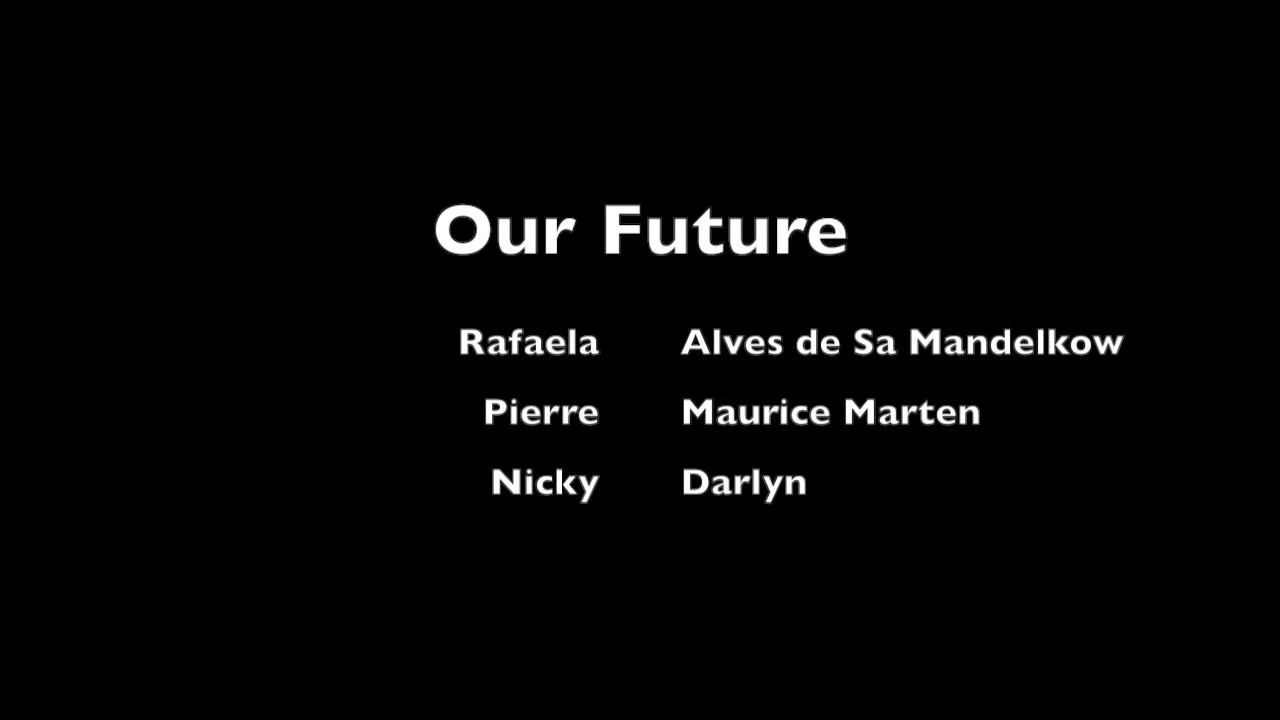 Our Future
Rafaela Alves de Sa Mandelkow
Pierre Maurice Marten
Nicky Darlyn